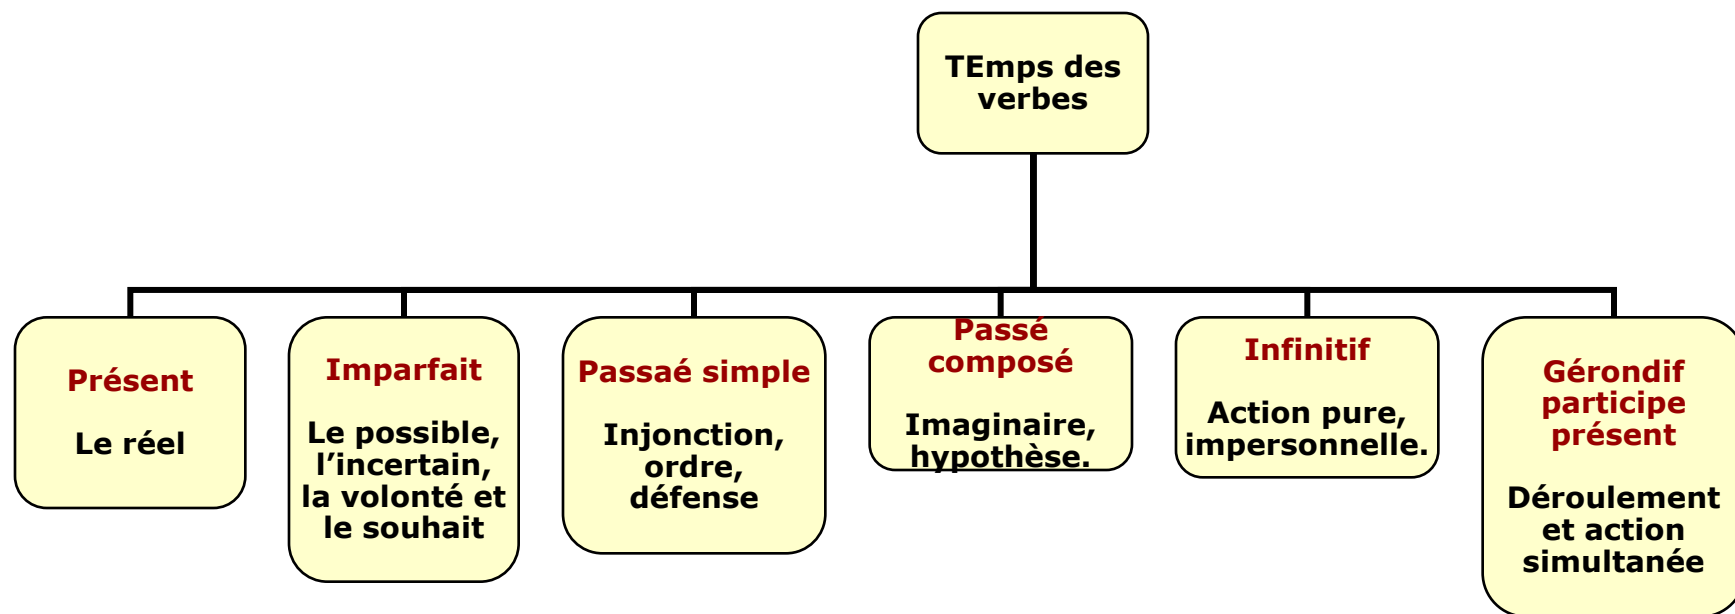 TEmps des
verbes
Présent
Le réel
Imparfait
Le possible,
l’incertain,
la volonté et
le souhait
Passaé simple
Injonction,
ordre,
défense
Passé
composé
Imaginaire,
hypothèse.
Infinitif
Action pure,
impersonnelle.
Gérondif
participe
présent
Déroulement
et action
simultanée